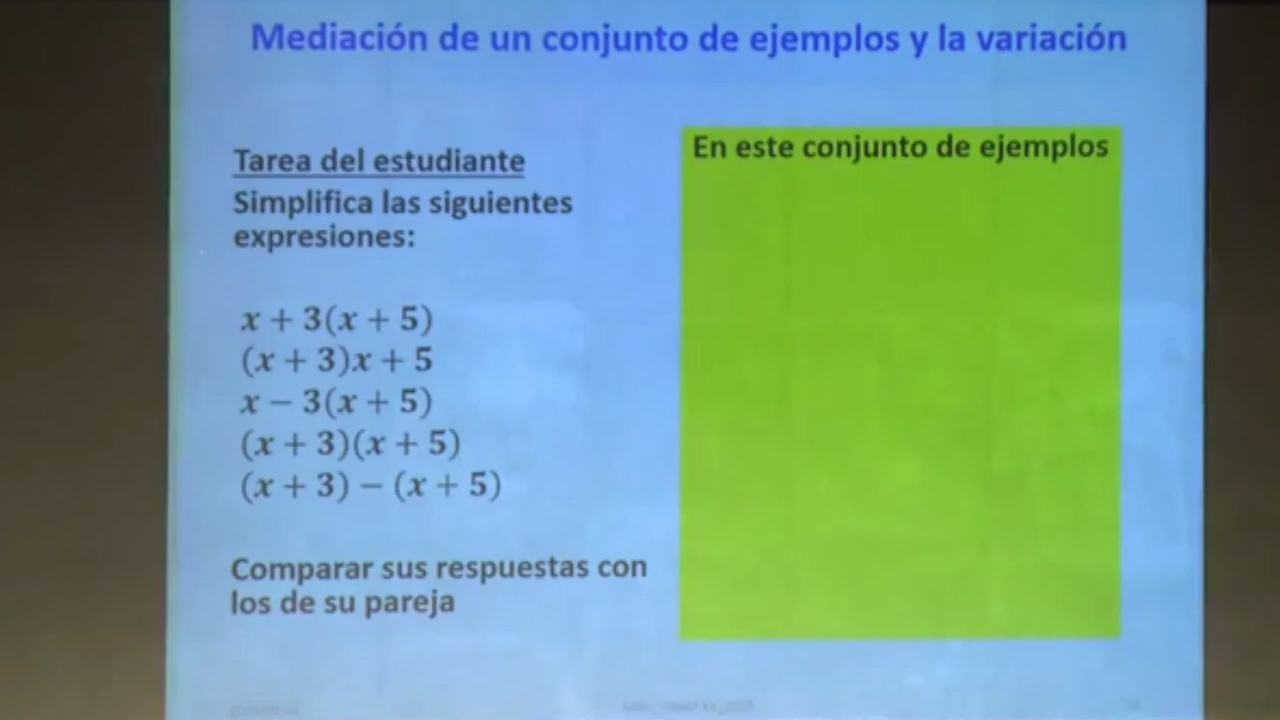 Mediación de un conjunto de ejemplos y la variación
Tarea del estudiante
Simplifica las siguientes
expresiones:
x + 3(x + 5)
(x + 3)x + 5
x − 3(x + 5)
(x + 3)(x + 5)
(x + 3) − (x + 5)
Comparar sus respuestas con
los de su pareja
En este conjunto de ejemplos